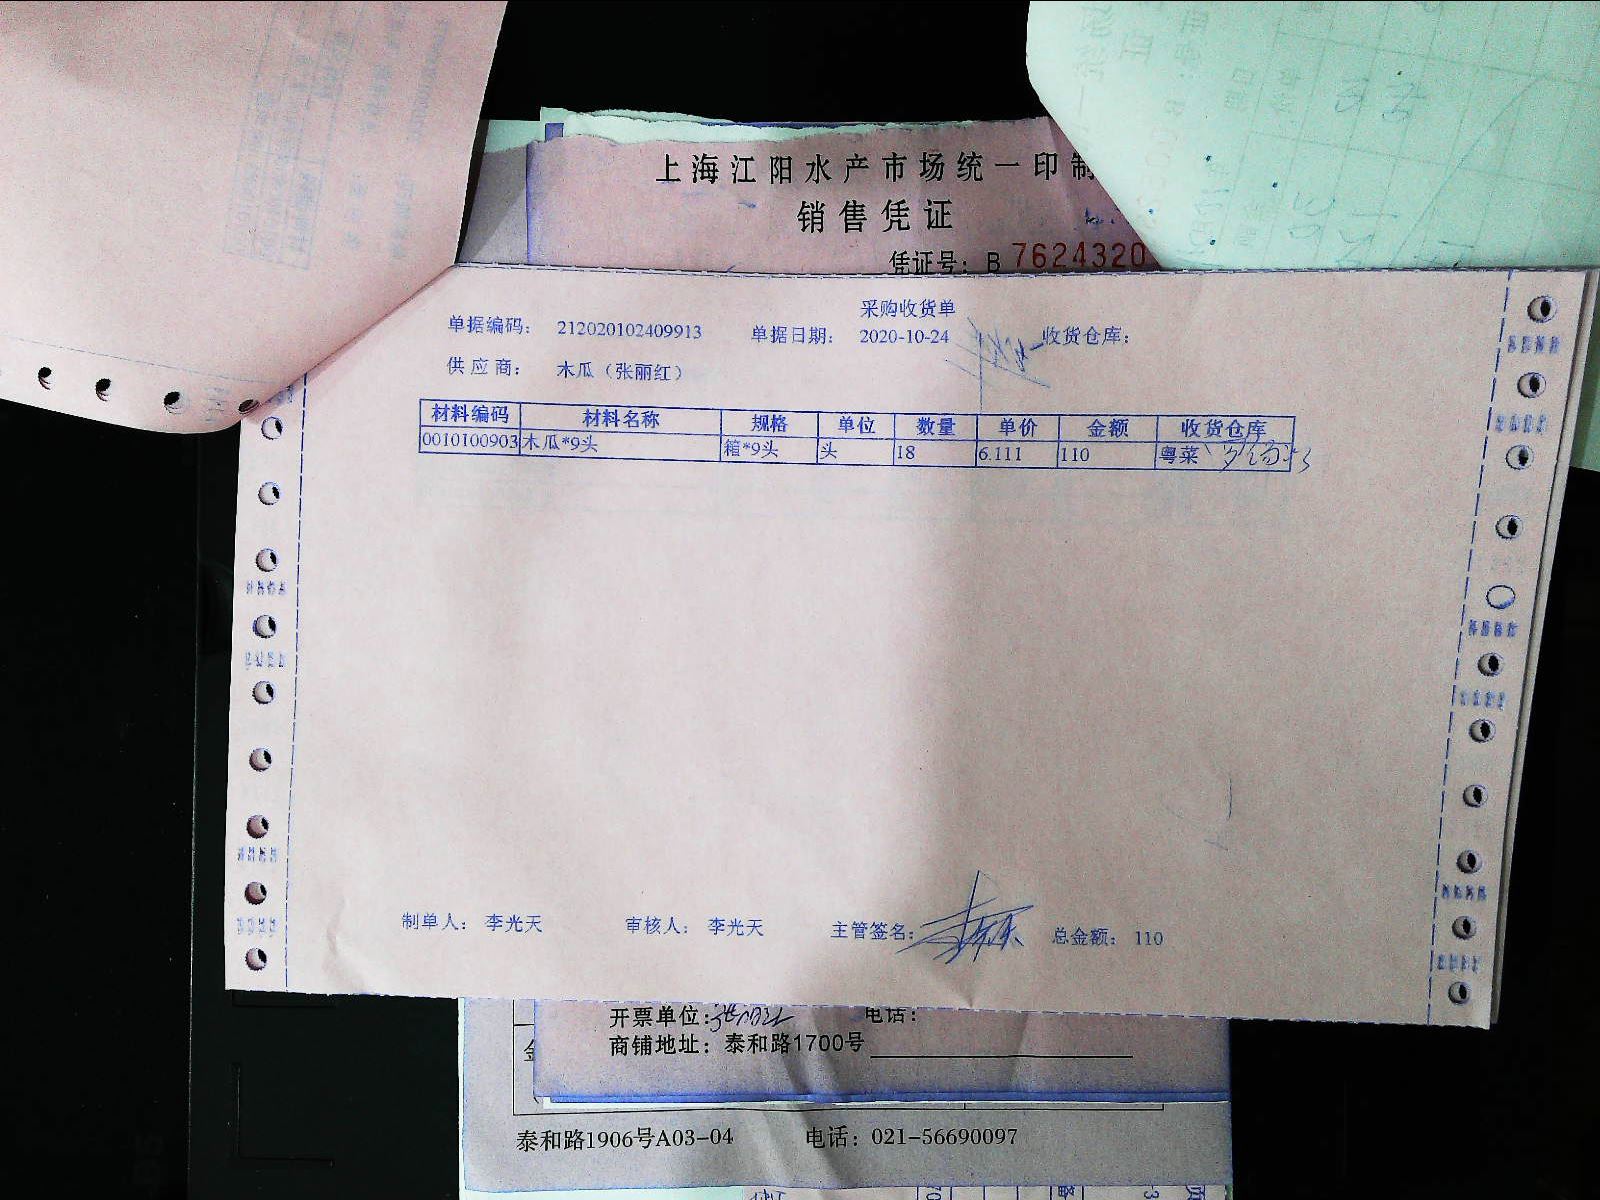 上海江阳水产市场统一印制
销售凭证
凭证号：B 7624320
采购收货单
单据编码： 212020102409913 单据日期： 2020-10-24 收货仓库：
供应商： 木瓜（张丽红）
材料编码 材料名称 规格 单位 数量 单价 金额 收货仓库
0010100903 木瓜*9头 箱*9头 头 18 6.111 110 粤菜
制单人： 李光天 审核人： 李光天 主管签名： 总金额： 110
开票单位： 电话：
商铺地址：泰和路1700号
泰和路1906号A03-04 电话：021-56690097